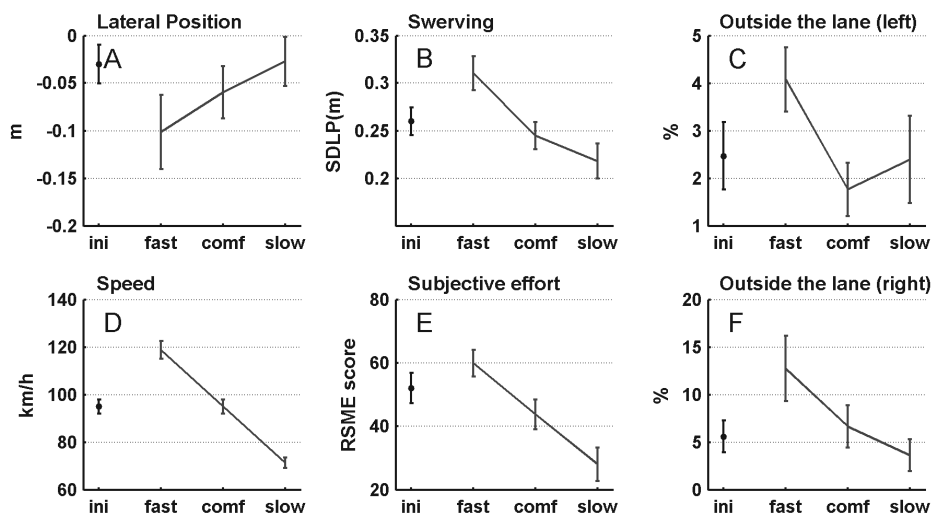 Lateral Position
A
0
-0.05
-0.1
-0.15
-0.2
m
ini fast comf slow
Swerving
B
0.35
0.3
0.25
0.2
SDLP(m)
ini fast comf slow
Outside the lane (left)
C
5
4
3
2
1
%
ini fast comf slow
Speed
D
140
120
100
80
60
km/h
ini fast comf slow
Subjective effort
E
80
60
40
20
RSME score
ini fast comf slow
Outside the lane (right)
F
20
15
10
5
0
%
ini fast comf slow